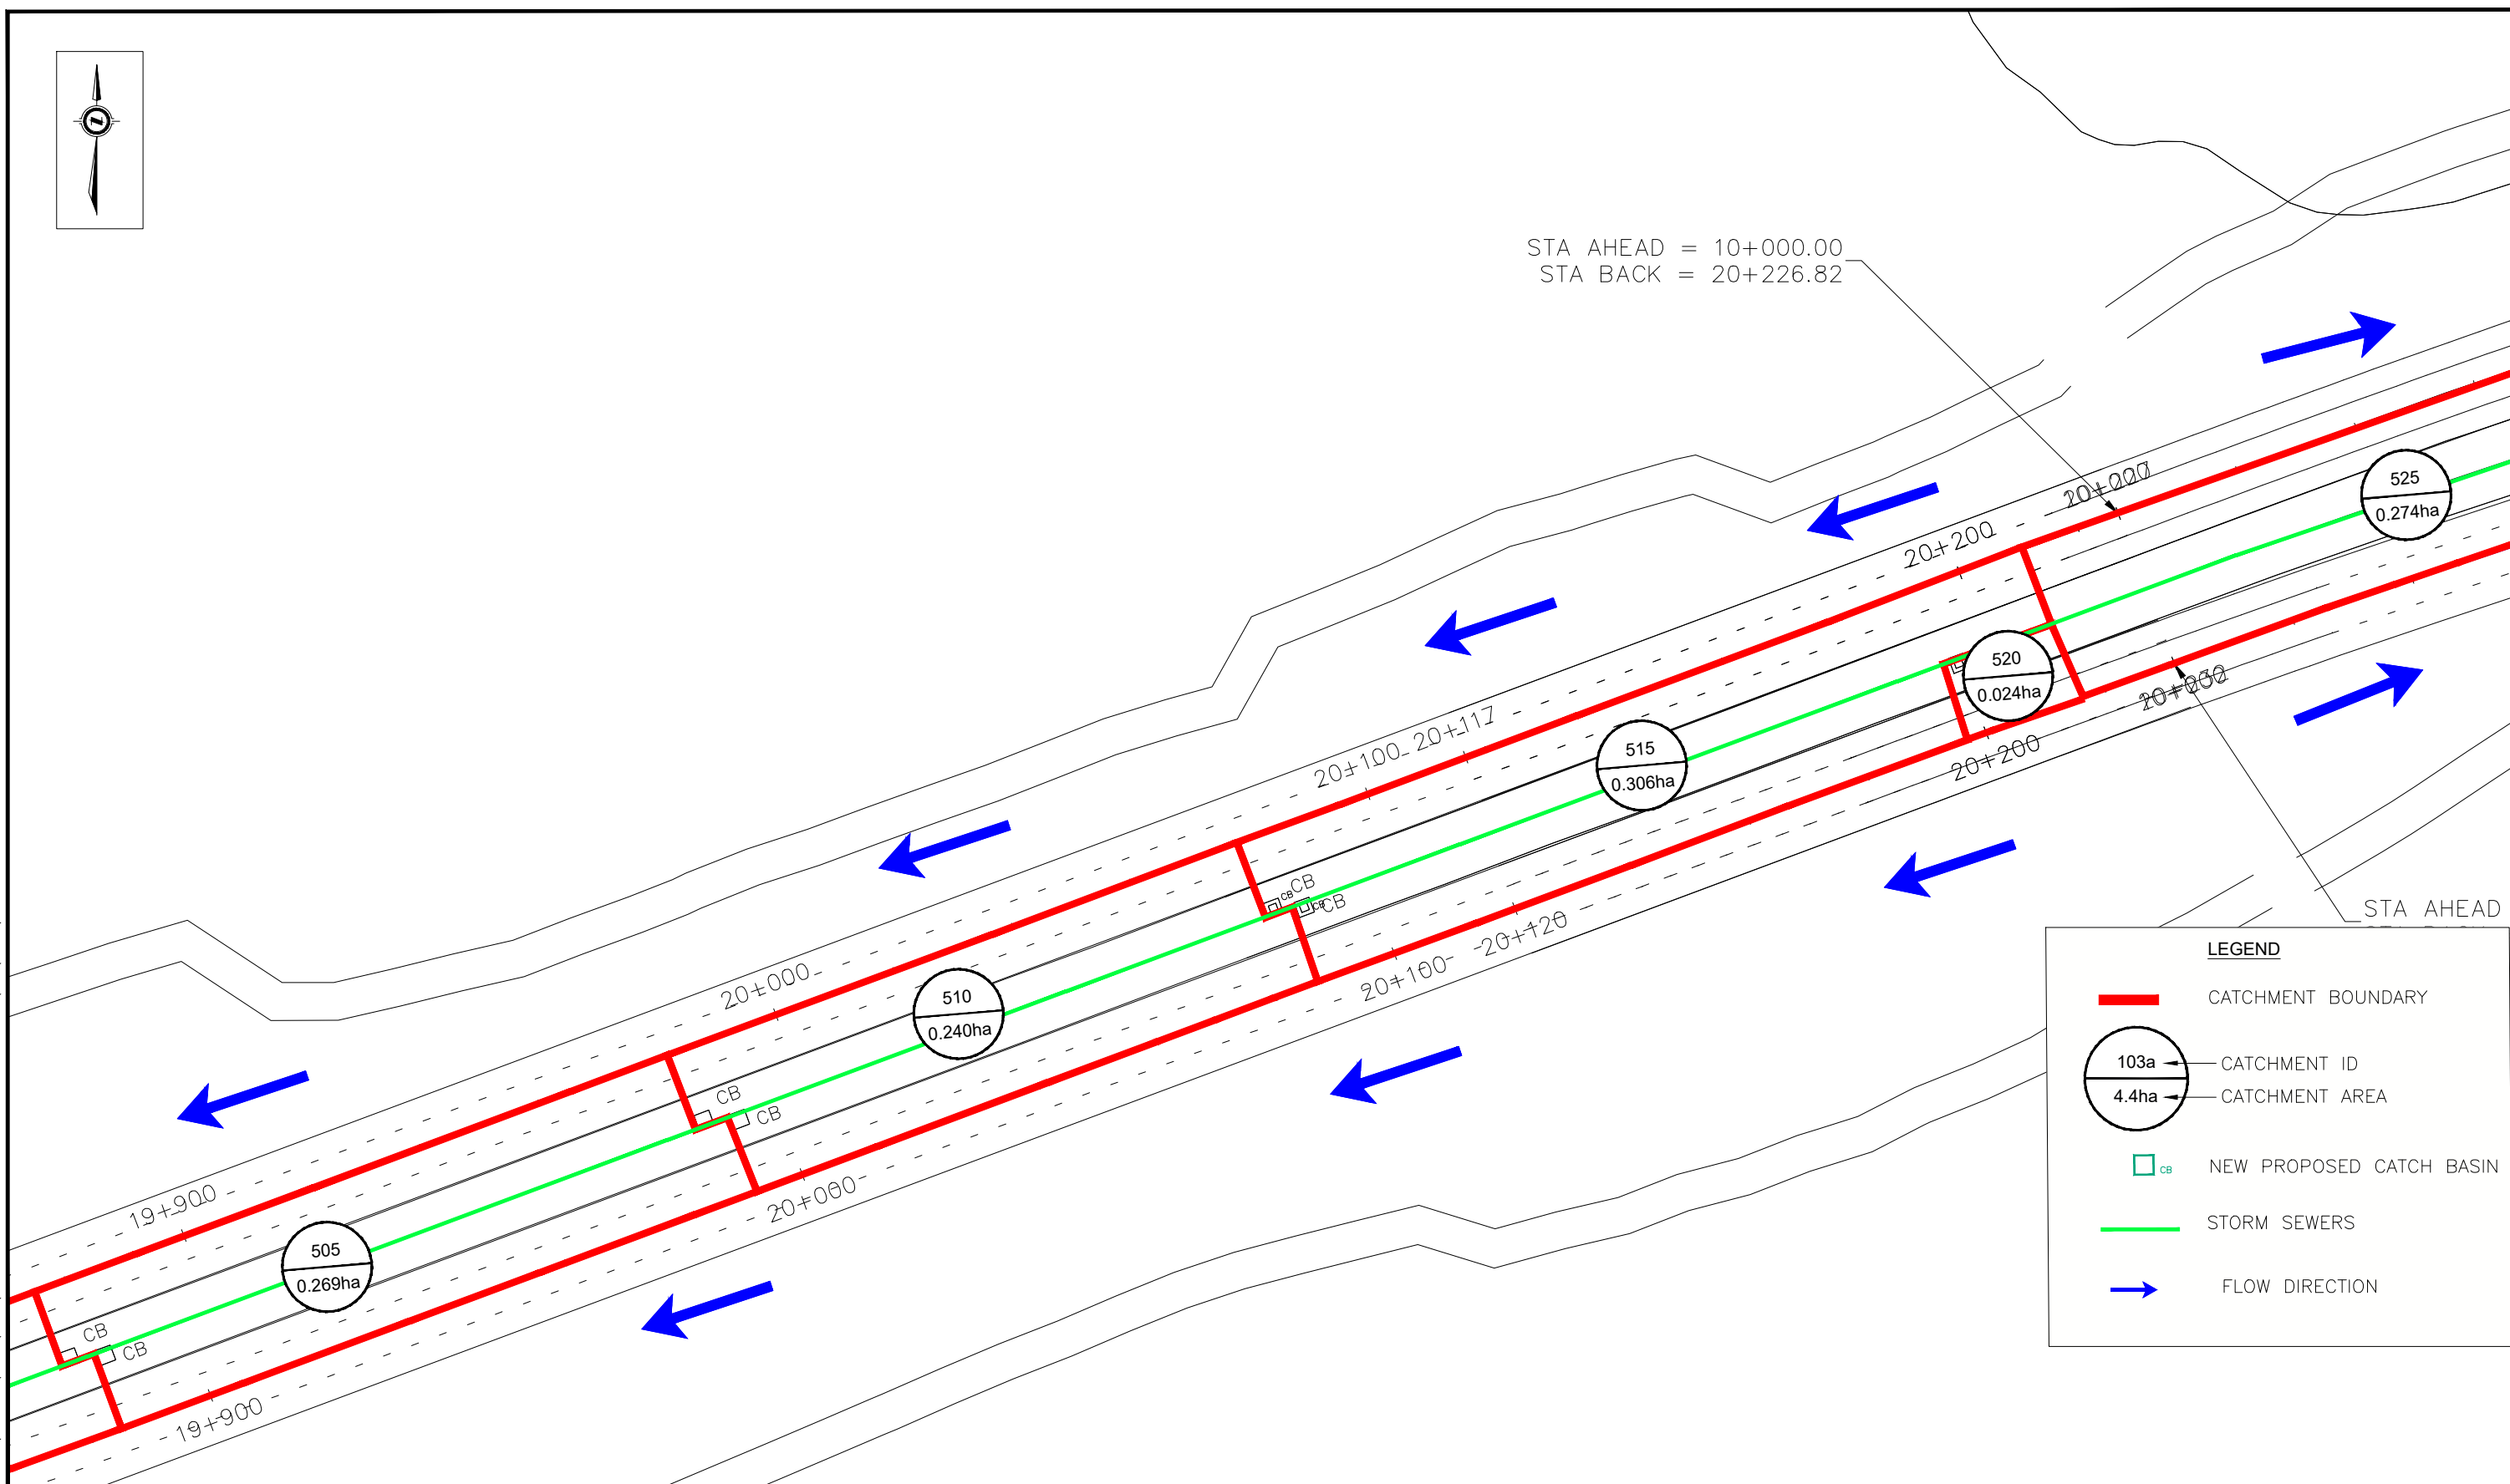 STA AHEAD = 10+000.00
STA BACK = 20+226.82
525
0.274ha
20+200
520
0.024ha
20+117
20+100
515
0.306ha
20+200
STA AHEAD
CB
CB
CB
CB
20+120
20+100
20+000
510
0.240ha
CB
CB
20+000
19+900
505
0.269ha
CB
CB
19+900
LEGEND
CATCHMENT BOUNDARY
103a
CATCHMENT ID
4.4ha
CATCHMENT AREA
CB
NEW PROPOSED CATCH BASIN
STORM SEWERS
FLOW DIRECTION